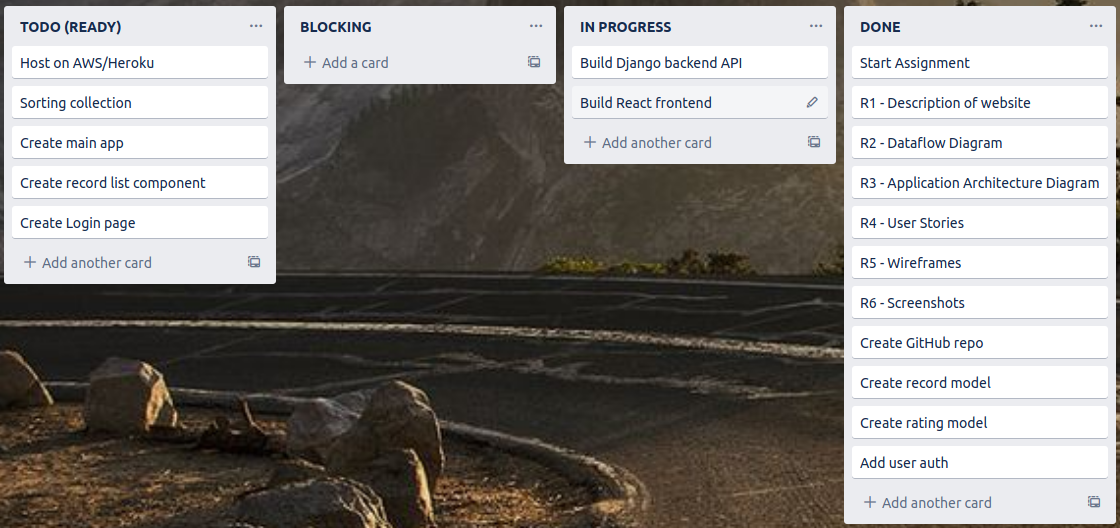 TODO (READY)
Host on AWS/Heroku
Sorting collection
Create main app
Create record list component
Create Login page
Add another card
BLOCKING
Add a card
IN PROGRESS
Build Django backend API
Build React frontend
Add another card
DONE
Start Assignment
R1 - Description of website
R2 - Dataflow Diagram
R3 - Application Architecture Diagram
R4 - User Stories
R5 - Wireframes
R6 - Screenshots
Create GitHub repo
Create record model
Create rating model
Add user auth
Add another card